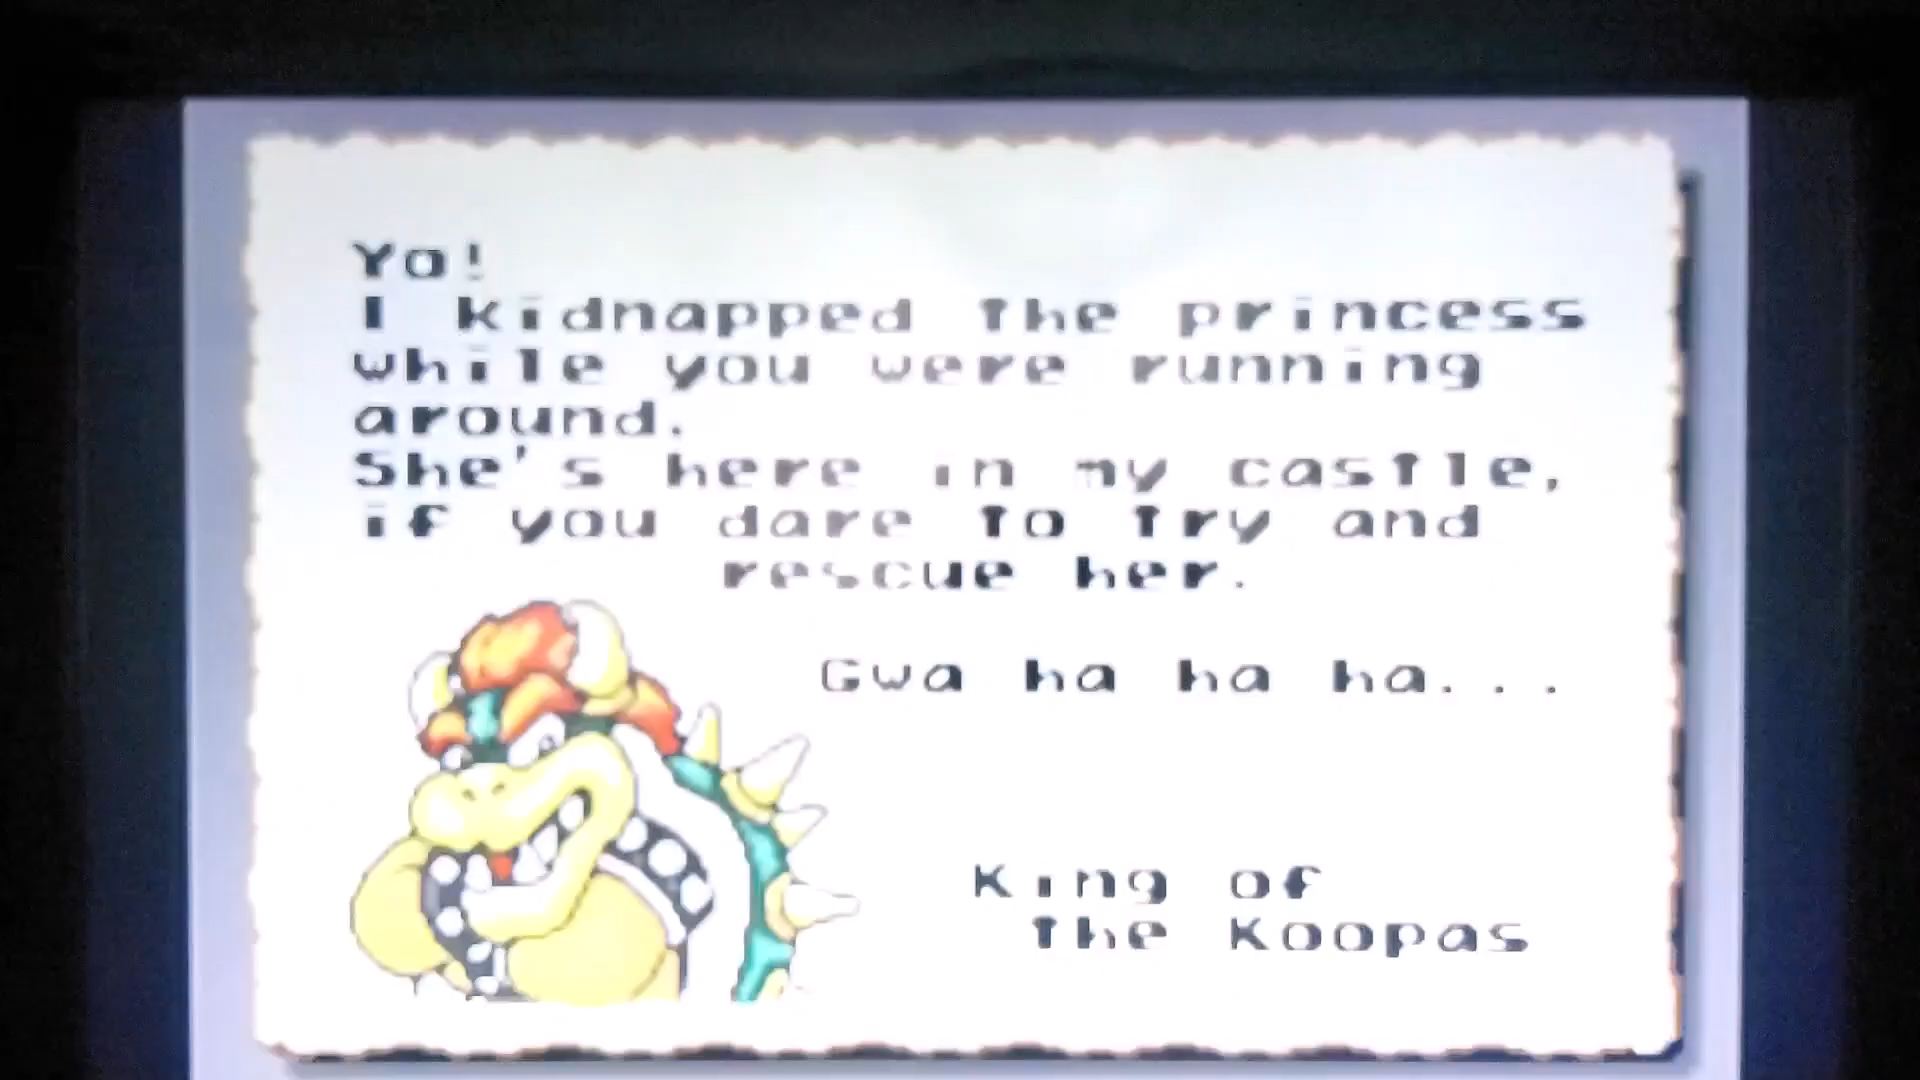 Yo!
I kidnapped the princess
while you were running
around.
She's here in my castle,
if you dare to try and
rescue her.
Gwa ha ha ha...
King of
the Koopas